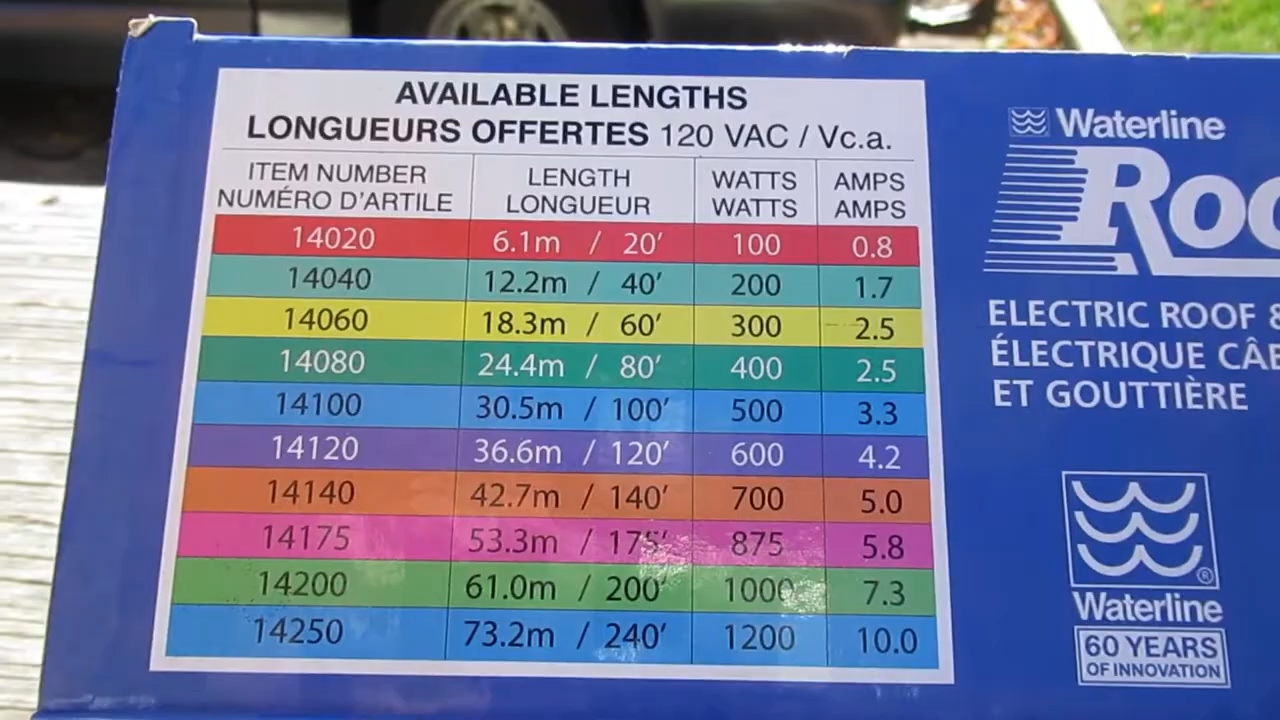 AVAILABLE LENGTHS
LONGUEURS OFFERTES 120 VAC / Vc.a.
ITEM NUMBER LENGTH WATTS AMPS
NUMÉRO D'ARTILE LONGUEUR WATTS AMPS
14020 6.1m / 20' 100 0.8
14040 12.2m / 40' 200 1.7
14060 18.3m / 60' 300 2.5
14080 24.4m / 80' 400 2.5
14100 30.5m / 100' 500 3.3
14120 36.6m / 120' 600 4.2
14140 42.7m / 140' 700 5.0
14175 53.3m / 175' 875 5.8
14200 61.0m / 200' 1000 7.3
14250 73.2m / 240' 1200 10.0
Waterline
Roo
ELECTRIC ROOF &
ÉLECTRIQUE CÂB
ET GOUTTIÈRE
®
Waterline
60 YEARS
OF INNOVATION